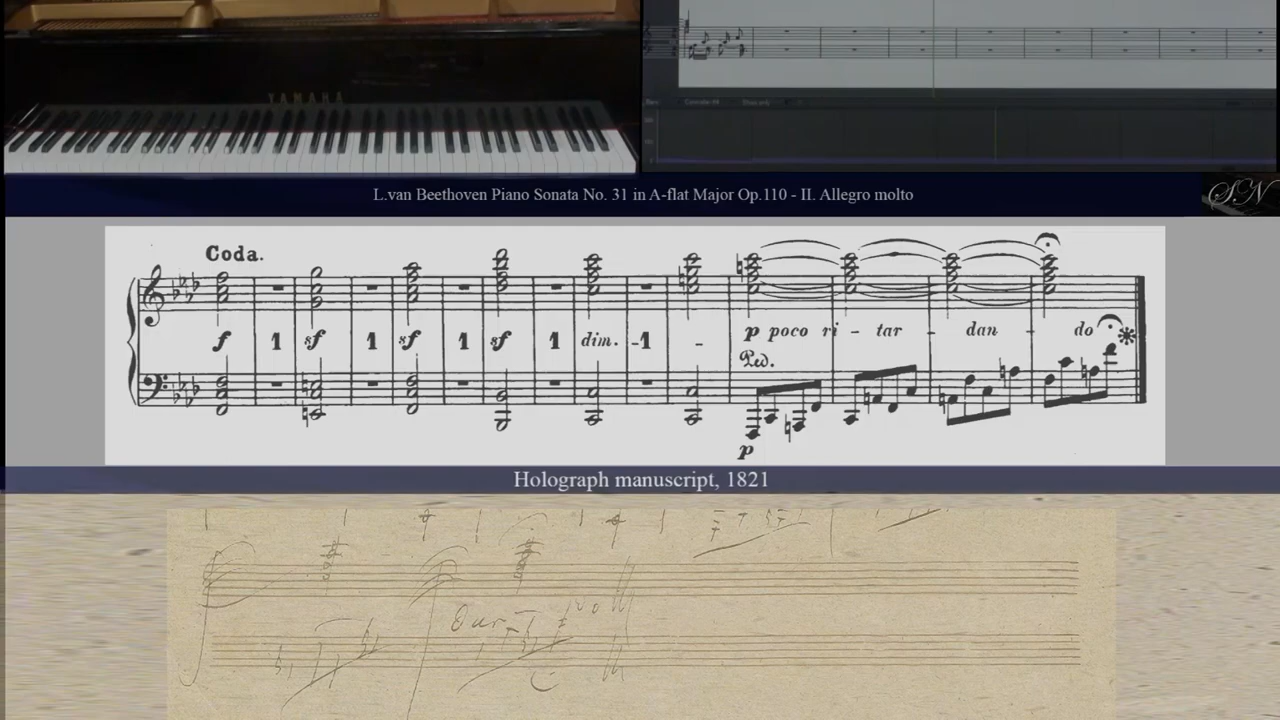 YAMAHA
L.van Beethoven Piano Sonata No. 31 in A-flat Major Op.110 - II. Allegro molto
S.N
Coda.
f 1 sf 1 sf 1 sf 1 dim. - 1 - p poco ri - tar - dan - do
Ped.
p
Holograph manuscript, 1821